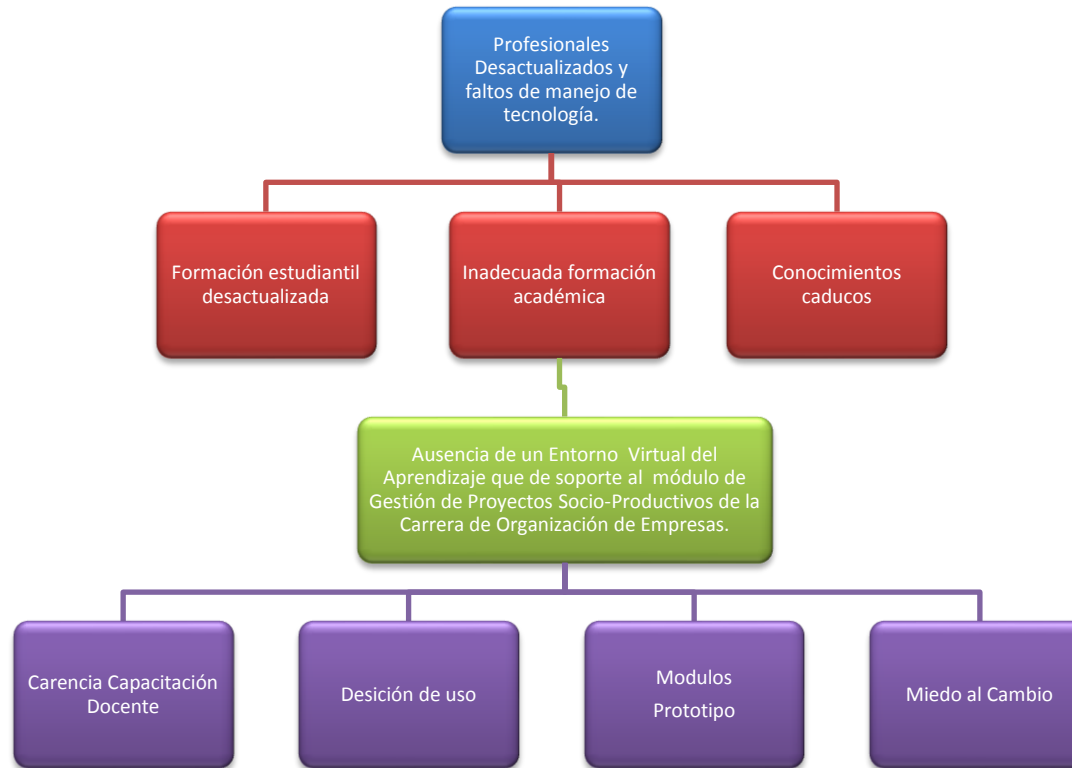 Profesionales
Desactualizados y
faltos de manejo de
tecnología.
Formación estudiantil
desactualizada
Inadecuada formación
académica
Conocimientos
caducos
Ausencia de un Entorno  Virtual del
Aprendizaje que de soporte al  módulo de
Gestión de Proyectos Socio-Productivos de la
Carrera de Organización de Empresas.
Carencia Capacitación
Docente
Desición de uso
Modulos
Prototipo
Miedo al Cambio